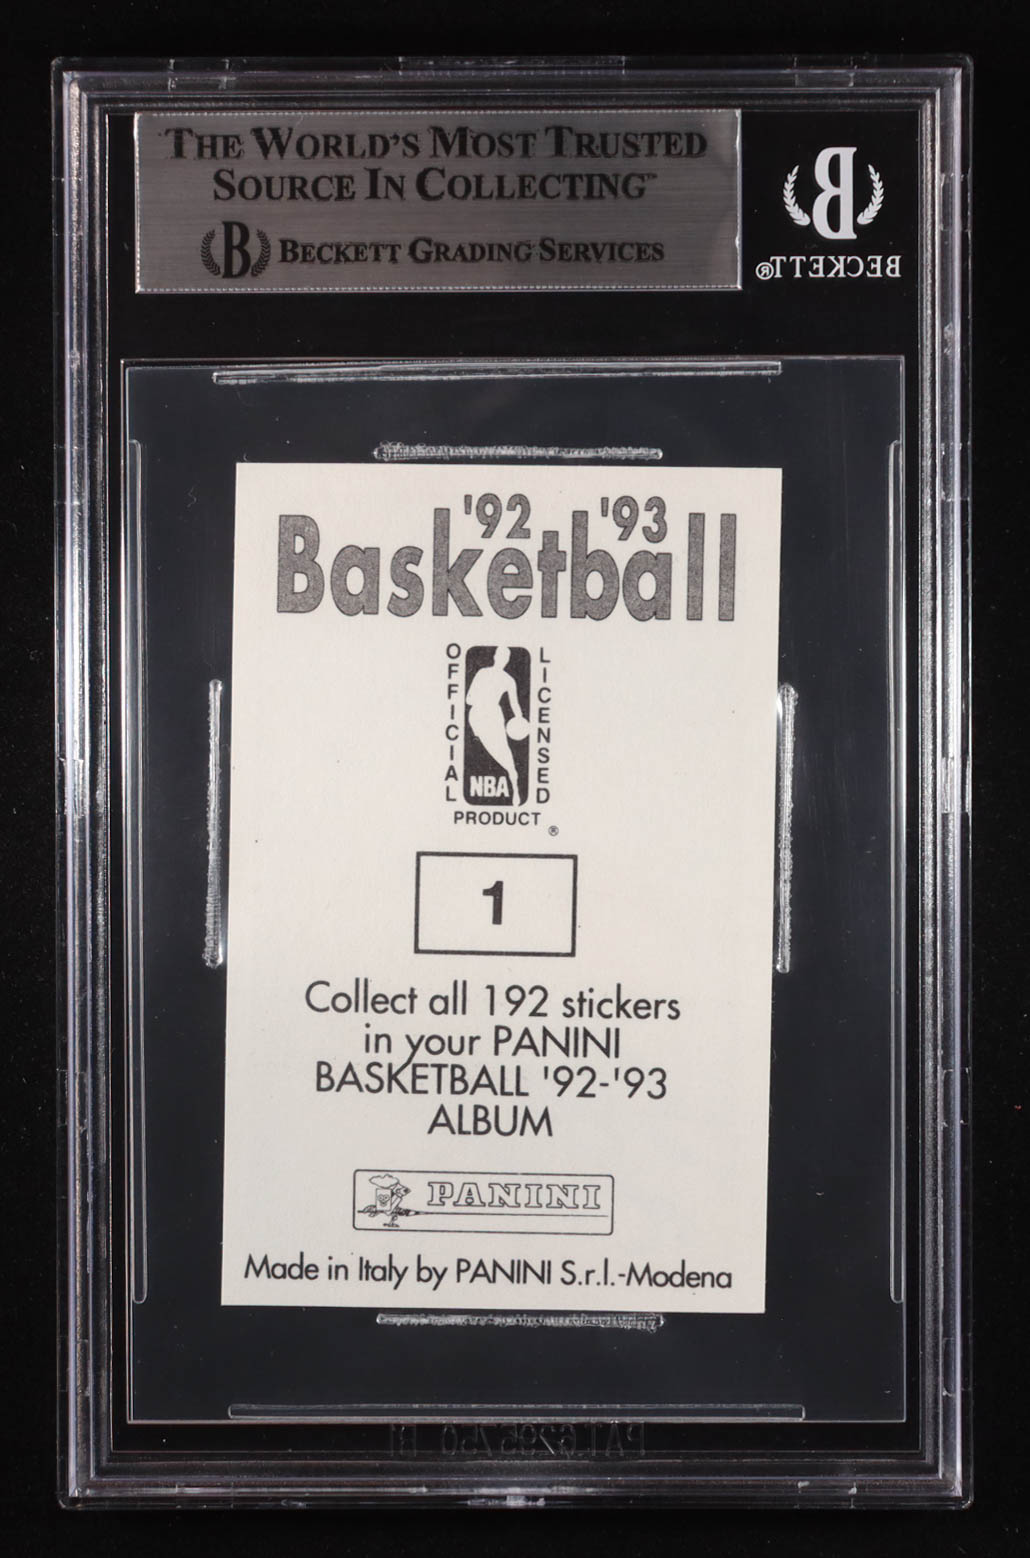 THE WORLD'S MOST TRUSTED
SOURCE IN COLLECTING™
B BECKETT GRADING SERVICES
B
BECKETT®
'92 '93
Basketball
OFFICIAL
LICENSED
NBA
PRODUCT ®
1
Collect all 192 stickers
in your PANINI
BASKETBALL '92-'93
ALBUM
PANINI
Made in Italy by PANINI S.r.l.-Modena